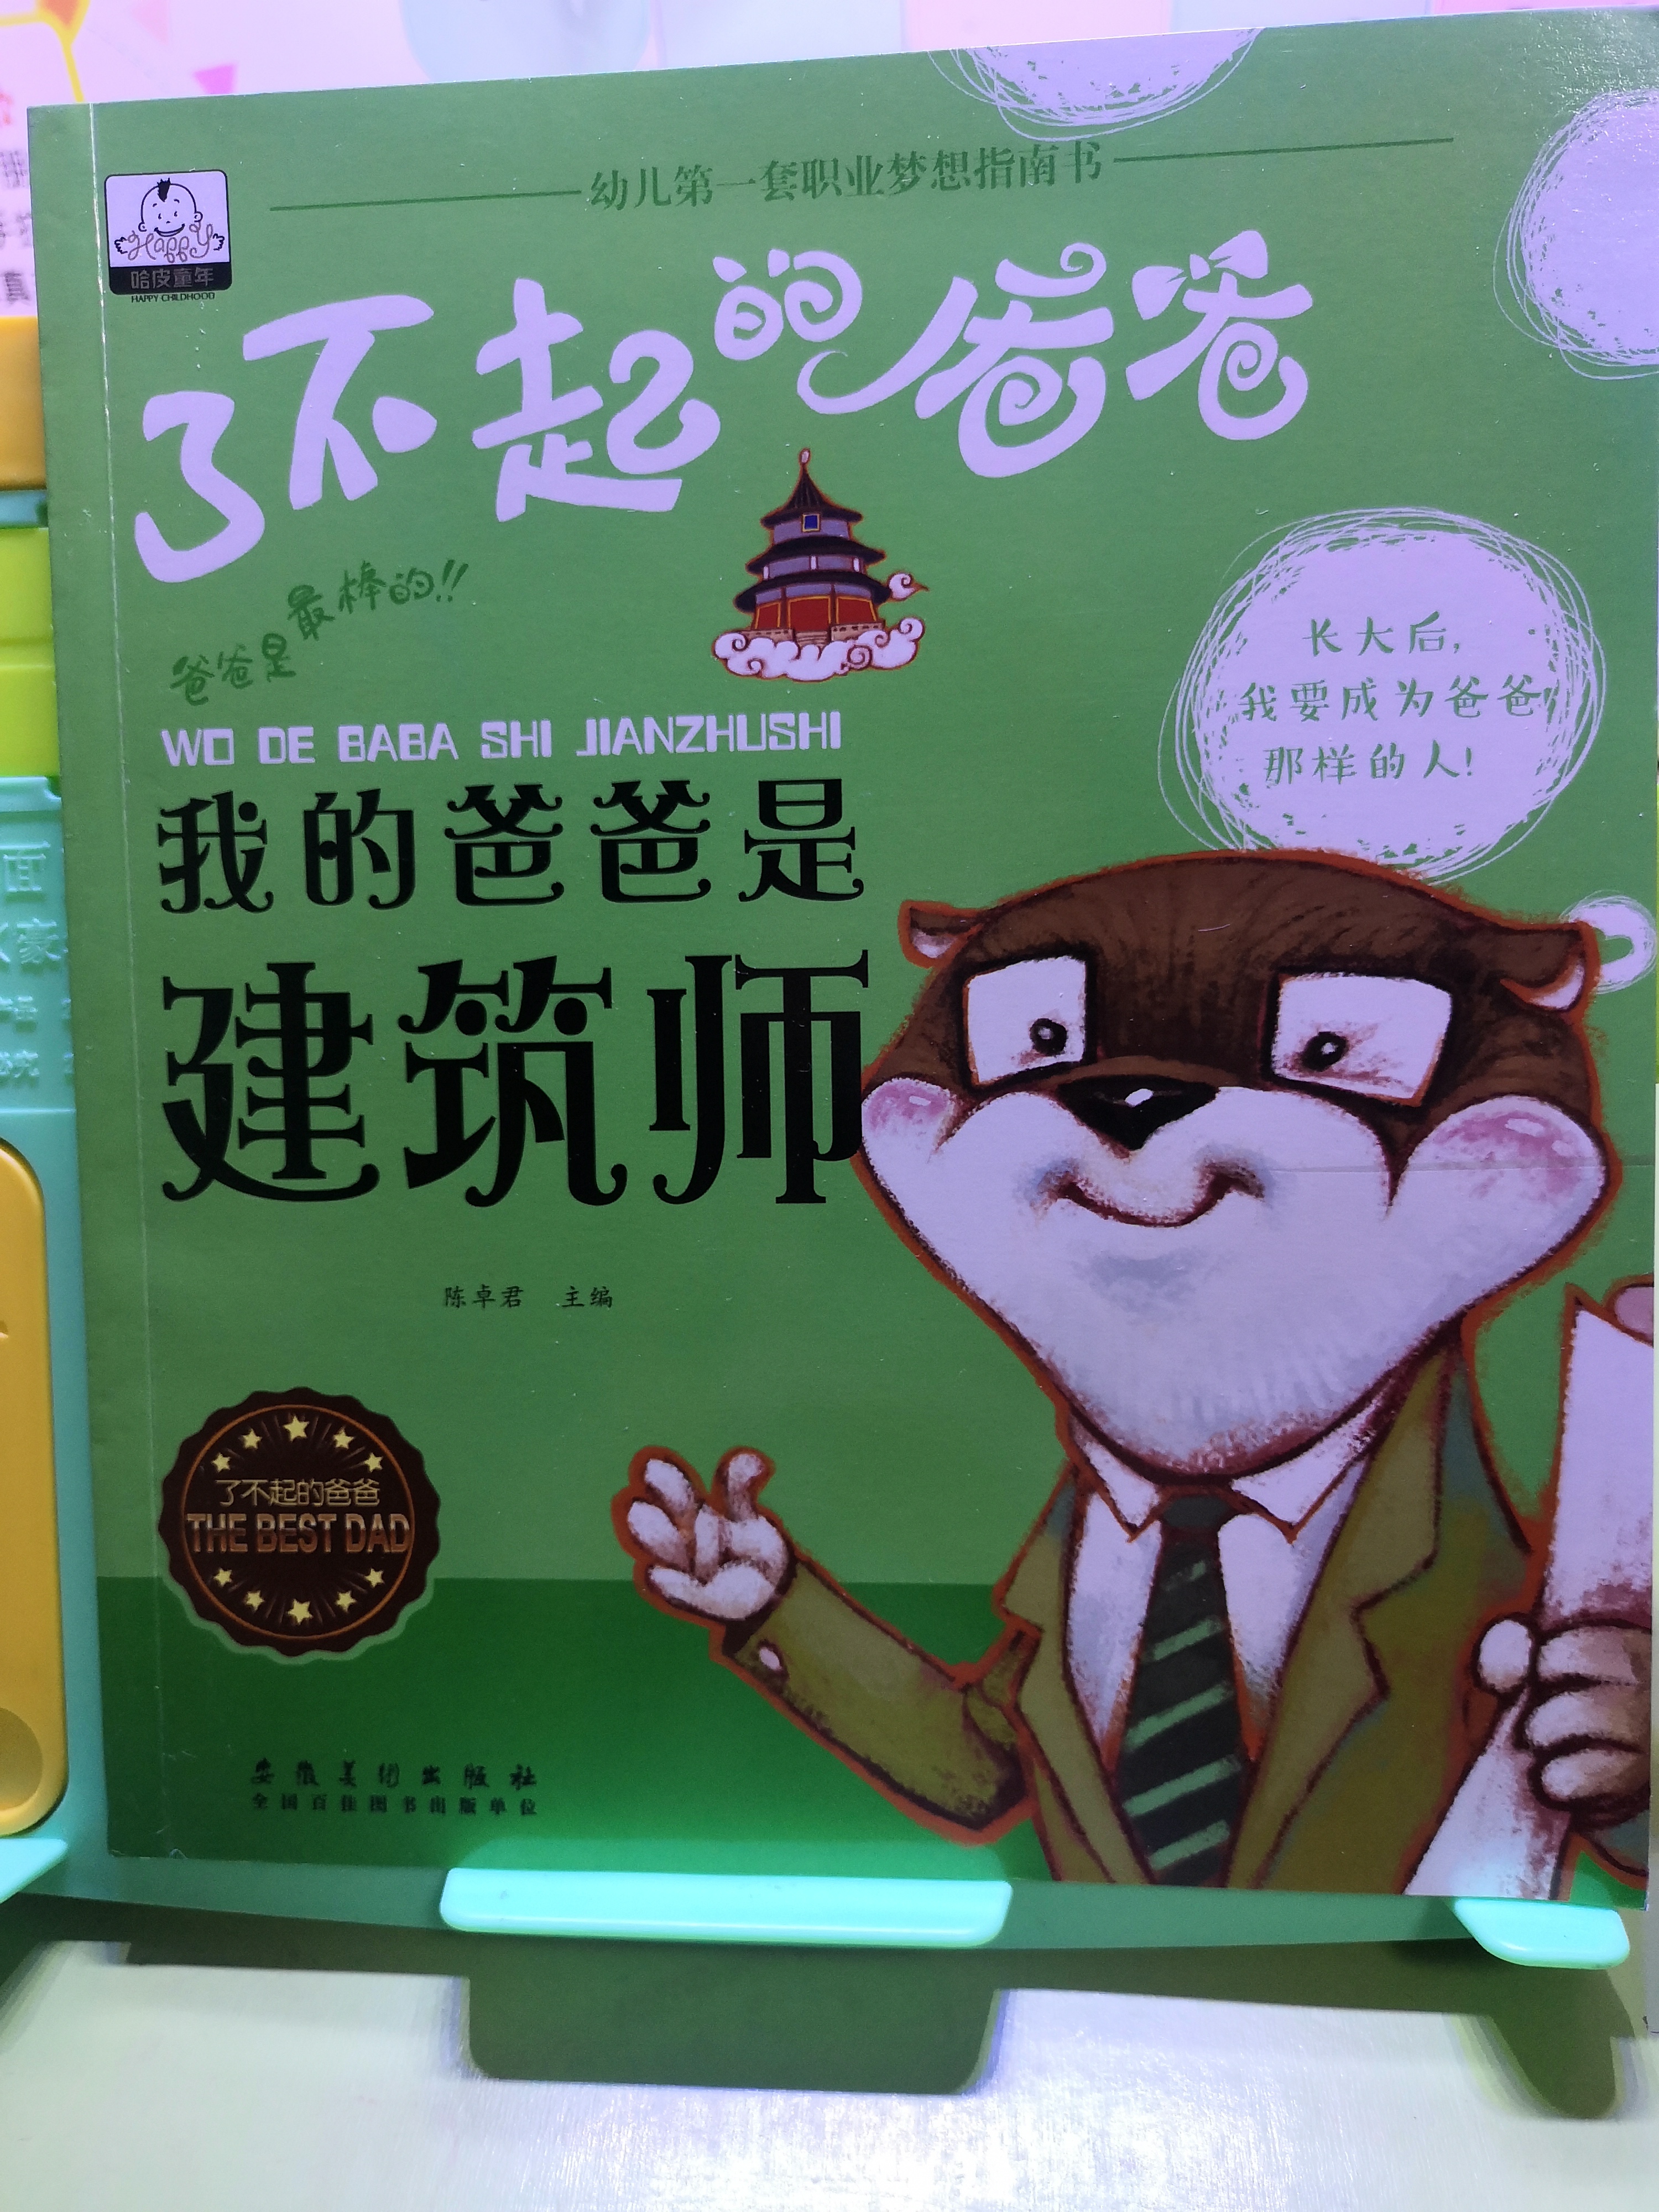 幼儿第一套职业梦想指南书
Happy
哈皮童年
HAPPY CHILDHOOD
了不起的爸爸
爸爸是最棒的!!
长大后,
我要成为爸爸
那样的人!
WO DE BABA SHI JIANZHUSHI
我的爸爸是
建筑师
陈卓君 主编
了不起的爸爸
THE BEST DAD
安徽美术出版社
全国百佳图书出版单位